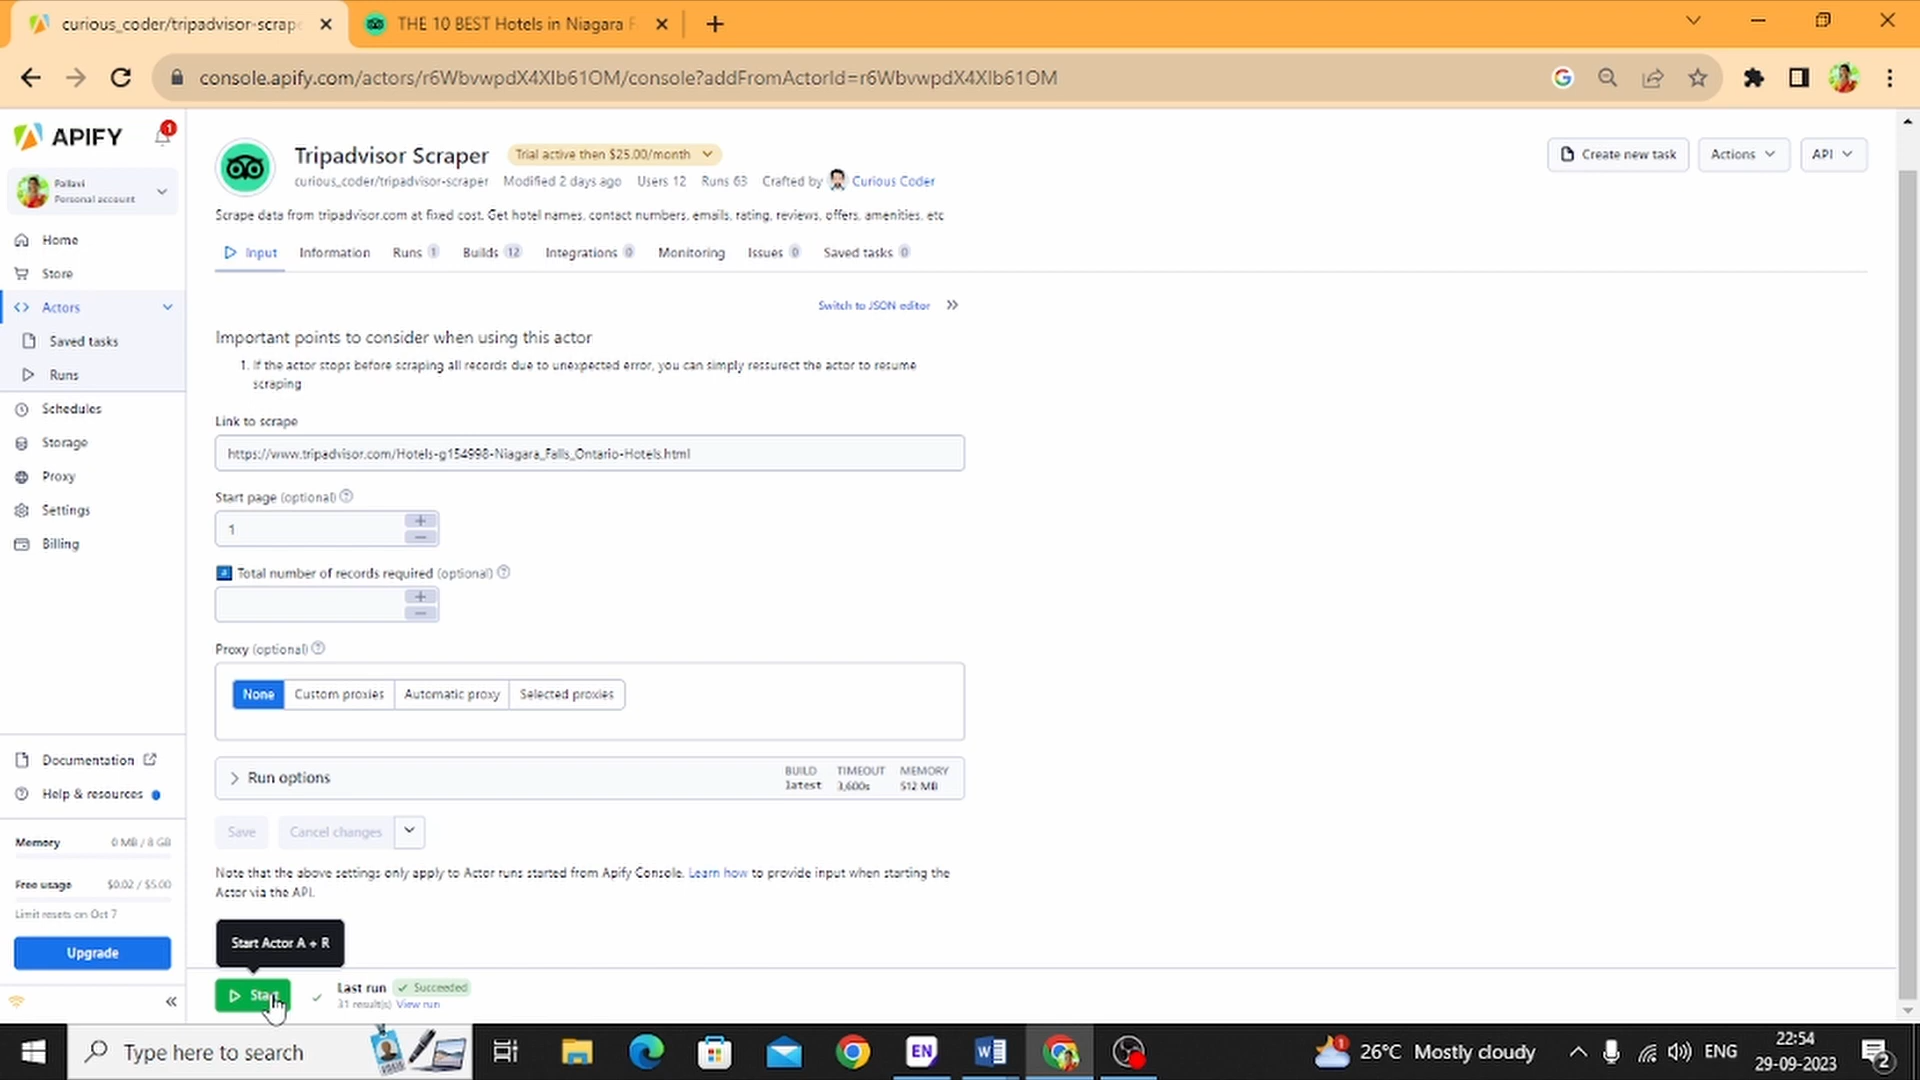 curious_coder/tripadvisor-scrape
THE 10 BEST Hotels in Niagara F
console.apify.com/actors/r6WbvwpdX4XIb61OM/console?addFromActorId=r6WbvwpdX4XIb61OM
APIFY
1
Pallavi
Personal account
Home
Store
Actors
Saved tasks
Runs
Schedules
Storage
Proxy
Settings
Billing
Documentation
Help & resources
Memory 0 MB / 8 GB
Free usage $0.02 / $5.00
Limit resets on Oct 7
Upgrade
Tripadvisor Scraper Trial active then $25.00/month
Create new task Actions API
curious_coder/tripadvisor-scraper Modified 2 days ago Users 12 Runs 63 Crafted by Curious Coder
Scrape data from tripadvisor.com at fixed cost. Get hotel names, contact numbers, emails, rating, reviews, offers, amenities, etc
Input Information Runs 1 Builds 12 Integrations 0 Monitoring Issues 0 Saved tasks 0
Switch to JSON editor
Important points to consider when using this actor
1. If the actor stops before scraping all records due to unexpected error, you can simply ressurect the actor to resume
scraping
Link to scrape
https://www.tripadvisor.com/Hotels-g154998-Niagara_Falls_Ontario-Hotels.html
Start page (optional)
1
Total number of records required (optional)
Proxy (optional)
None Custom proxies Automatic proxy Selected proxies
Run options
BUILD TIMEOUT MEMORY
latest 3,600s 512 MB
Save Cancel changes
Note that the above settings only apply to Actor runs started from Apify Console. Learn how to provide input when starting the
Actor via the API.
Start Actor A + R
Start
Last run Succeeded
31 result(s) View run
Type here to search
EN
1
26°C Mostly cloudy
ENG
22:54
29-09-2023
2